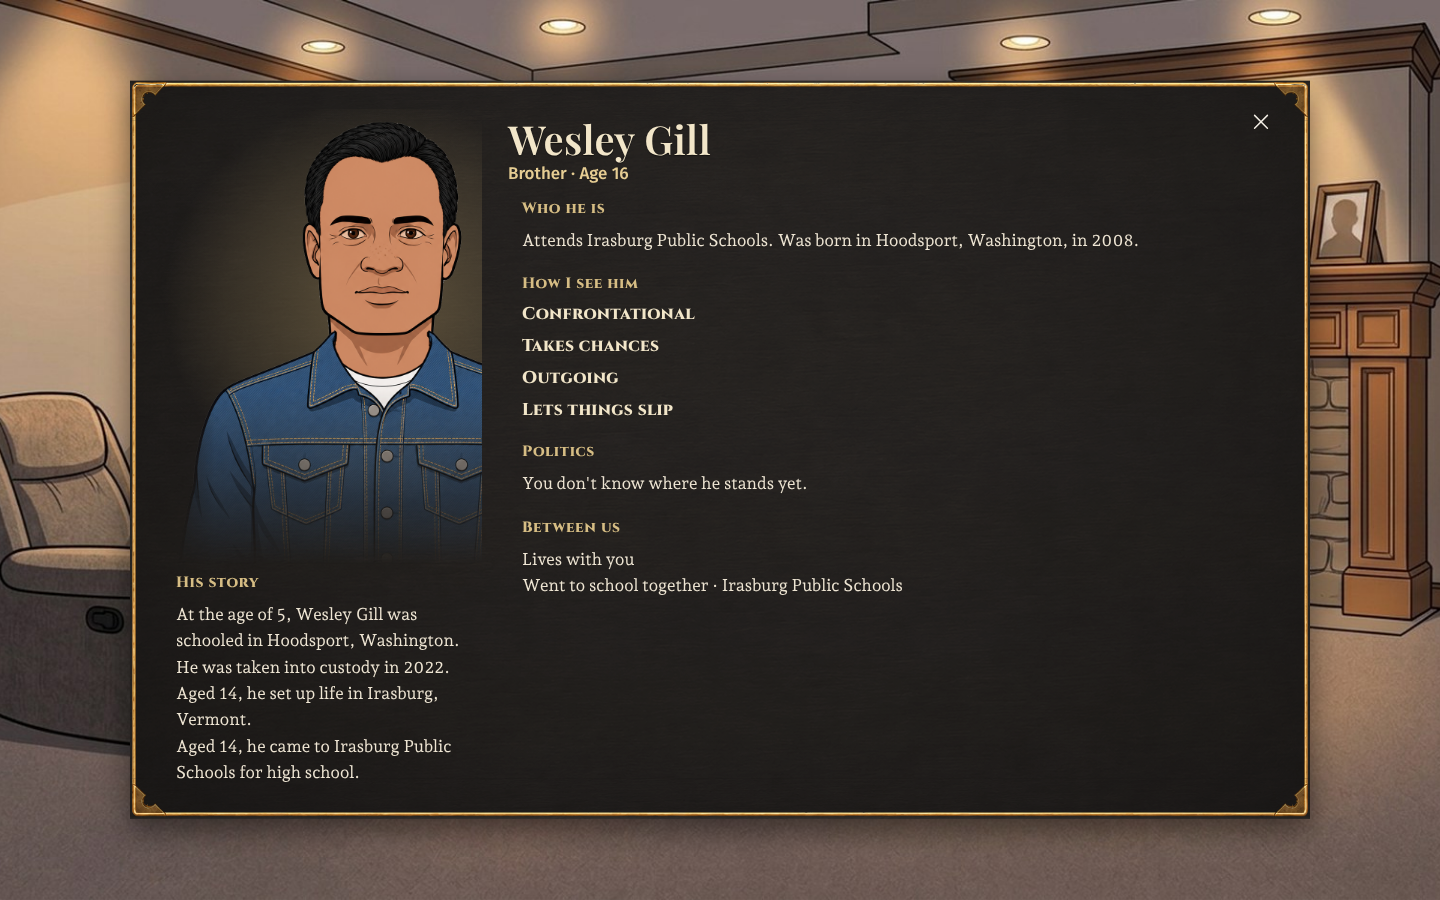 Wesley Gill
Brother · Age 16
Who he is
Attends Irasburg Public Schools. Was born in Hoodsport, Washington, in 2008.
How I see him
Confrontational
Takes chances
Outgoing
Lets things slip
Politics
You don't know where he stands yet.
Between us
Lives with you
Went to school together · Irasburg Public Schools
His story
At the age of 5, Wesley Gill was
schooled in Hoodsport, Washington.
He was taken into custody in 2022.
Aged 14, he set up life in Irasburg,
Vermont.
Aged 14, he came to Irasburg Public
Schools for high school.